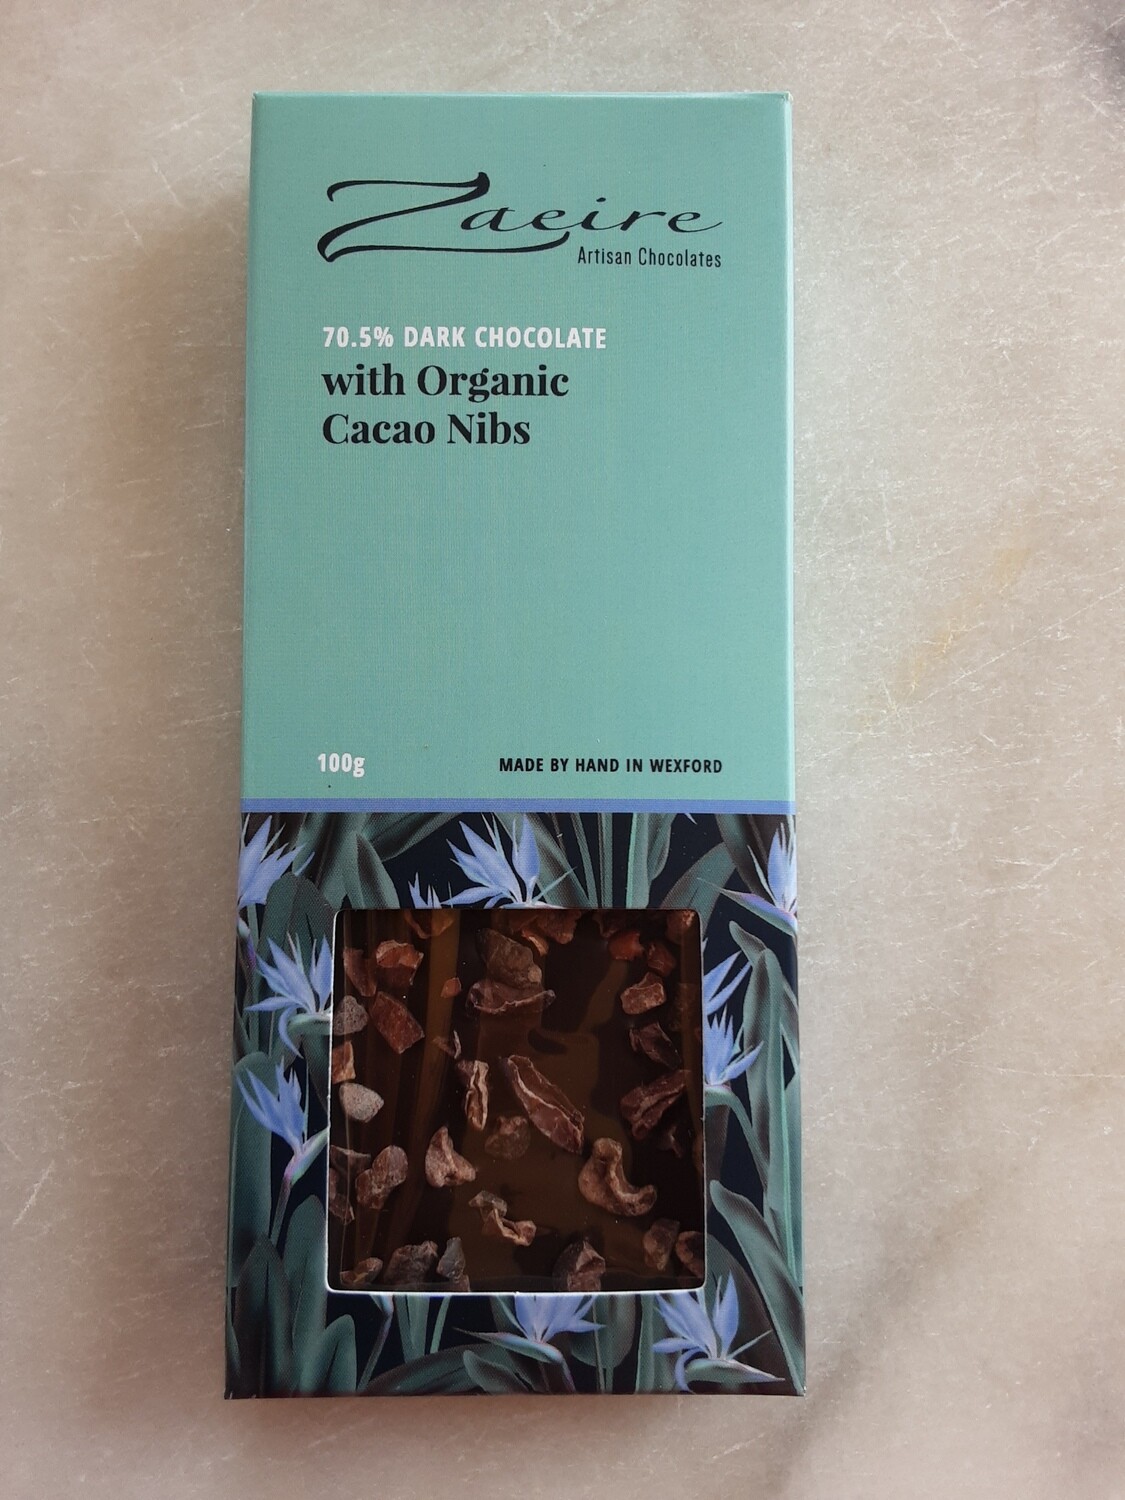 Zaeire
Artisan Chocolates
70.5% DARK CHOCOLATE
with Organic
Cacao Nibs
100g
MADE BY HAND IN WEXFORD